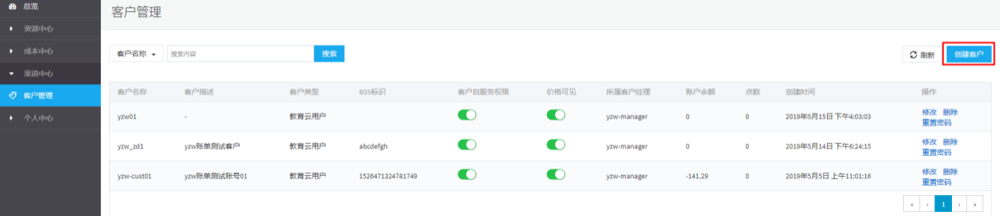 总览
资源中心
成本中心
渠道中心
客户管理
个人中心
客户管理
客户名称 搜索内容 搜索 刷新 创建客户
客户名称 客户描述 客户类型 BSS标识 客户自服务权限 价格可见 所属客户经理 账户余额 点数 创建时间 操作
yzw01 - 教育云用户 yzw-manager 0 0 2019年5月15日 下午4:03:03 修改 删除
重置密码
yzw_zd1 yzw账单测试客户 教育云用户 abcdefgh yzw-manager 0 0 2019年5月14日 下午6:24:15 修改 删除
重置密码
yzw-cust01 yzw账单测试账号01 教育云用户 1526471324781749 yzw-manager -141.29 0 2019年5月5日 上午11:01:16 修改 删除
重置密码
« ‹ 1 › »